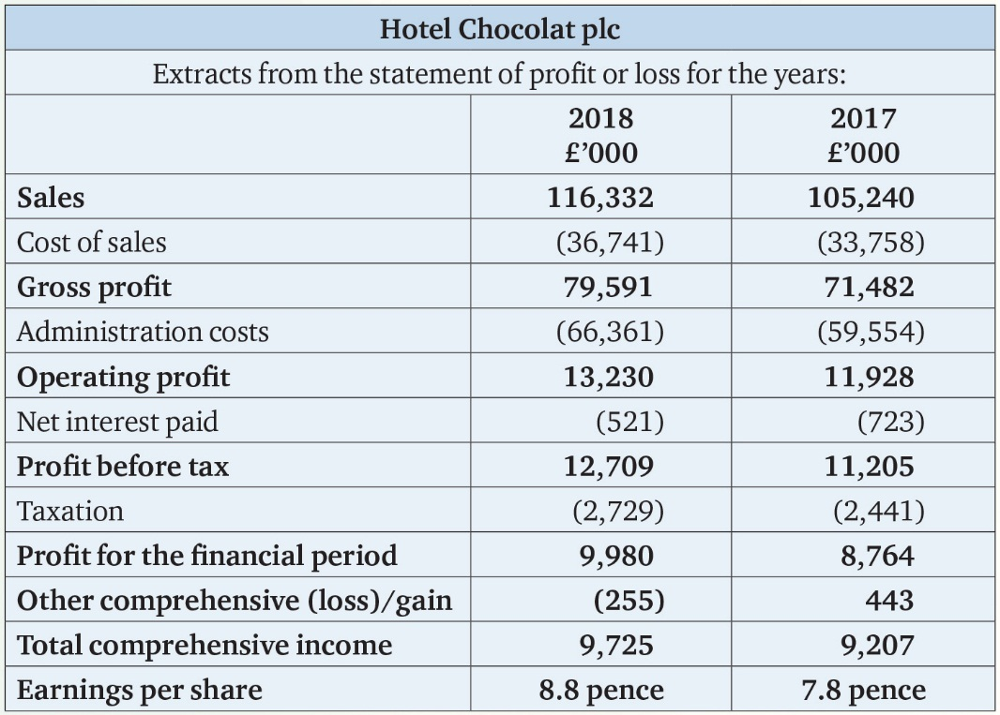 Hotel Chocolat plc
Extracts from the statement of profit or loss for the years:
2018 2017
£’000 £’000
Sales 116,332 105,240
Cost of sales (36,741) (33,758)
Gross profit 79,591 71,482
Administration costs (66,361) (59,554)
Operating profit 13,230 11,928
Net interest paid (521) (723)
Profit before tax 12,709 11,205
Taxation (2,729) (2,441)
Profit for the financial period 9,980 8,764
Other comprehensive (loss)/gain (255) 443
Total comprehensive income 9,725 9,207
Earnings per share 8.8 pence 7.8 pence